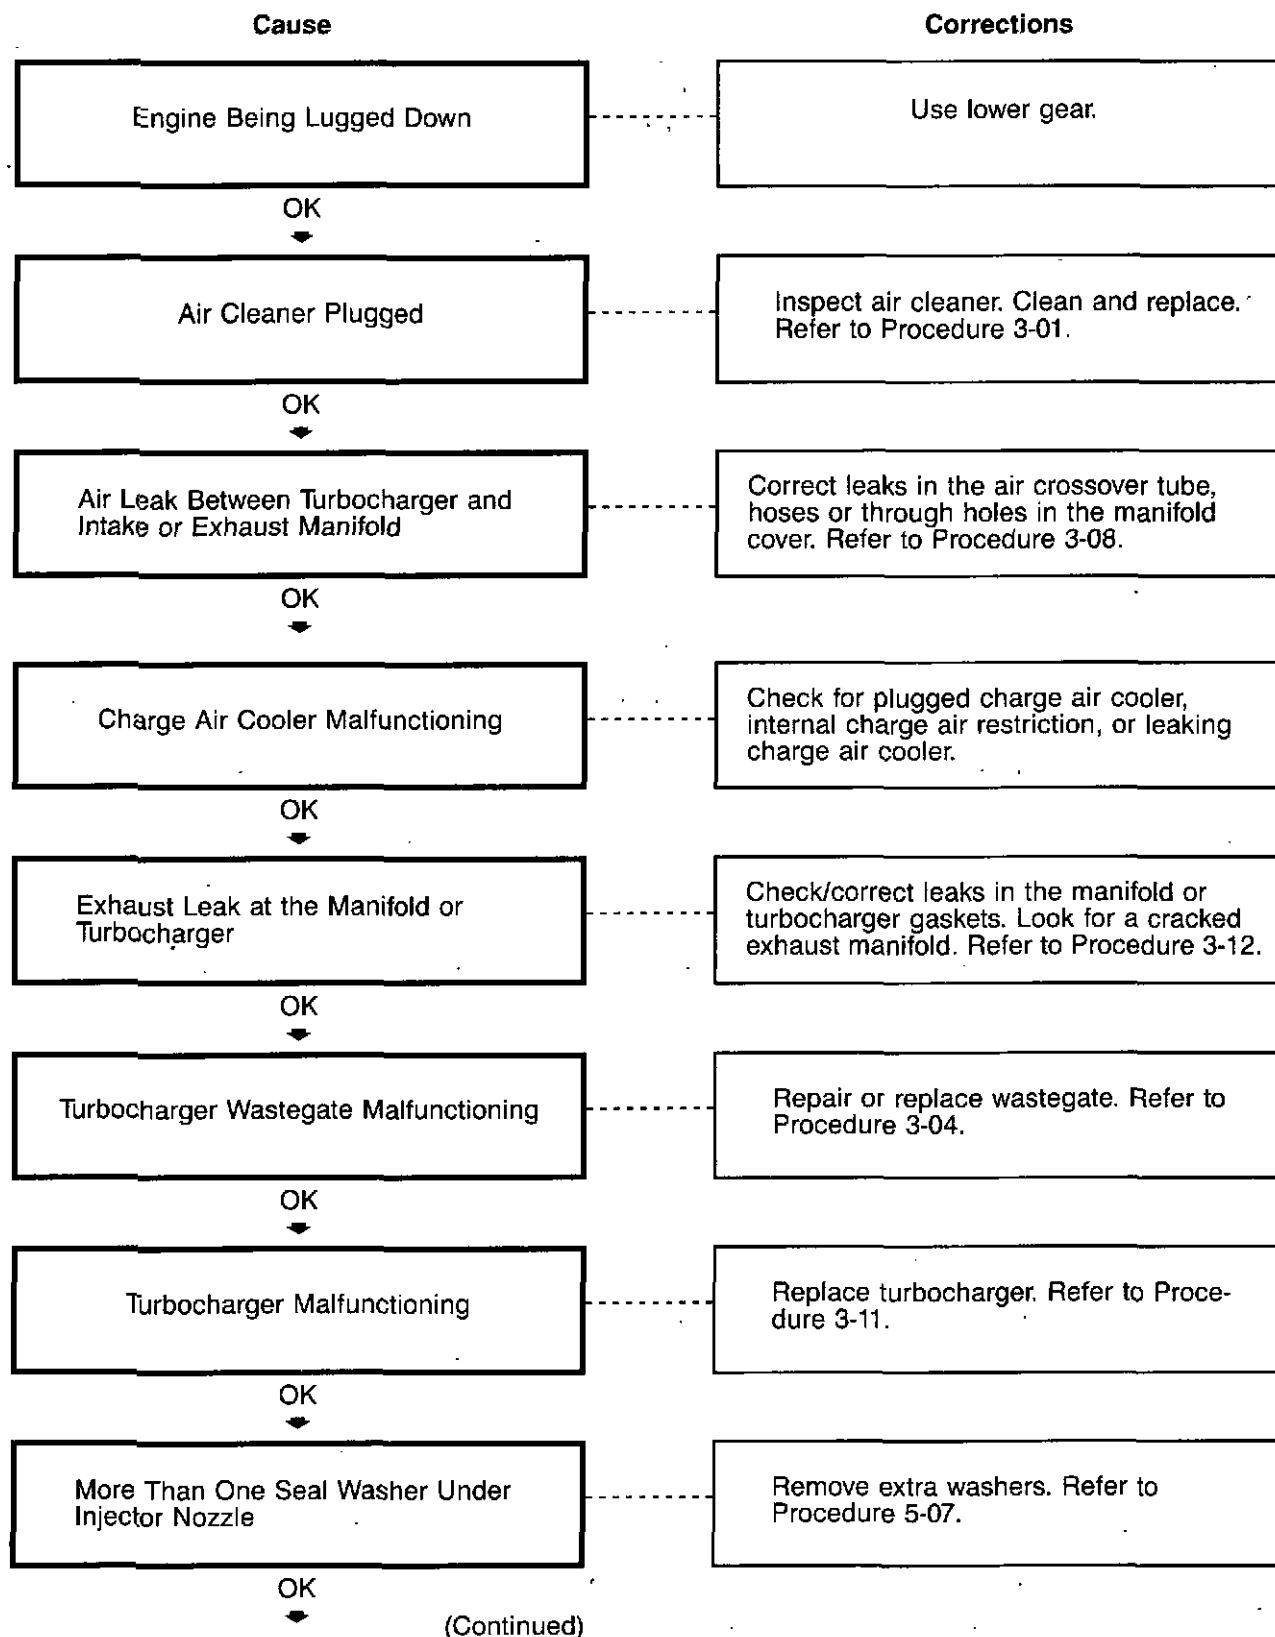 Cause
Corrections
Engine Being Lugged Down
Use lower gear.
OK
Air Cleaner Plugged
Inspect air cleaner. Clean and replace.
Refer to Procedure 3-01.
OK
Air Leak Between Turbocharger and
Intake or Exhaust Manifold
Correct leaks in the air crossover tube,
hoses or through holes in the manifold
cover. Refer to Procedure 3-08.
OK
Charge Air Cooler Malfunctioning
Check for plugged charge air cooler,
internal charge air restriction, or leaking
charge air cooler.
OK
Exhaust Leak at the Manifold or
Turbocharger
Check/correct leaks in the manifold or
turbocharger gaskets. Look for a cracked
exhaust manifold. Refer to Procedure 3-12.
OK
Turbocharger Wastegate Malfunctioning
Repair or replace wastegate. Refer to
Procedure 3-04.
OK
Turbocharger Malfunctioning
Replace turbocharger. Refer to Proce-
dure 3-11.
OK
More Than One Seal Washer Under
Injector Nozzle
Remove extra washers. Refer to
Procedure 5-07.
OK
(Continued)